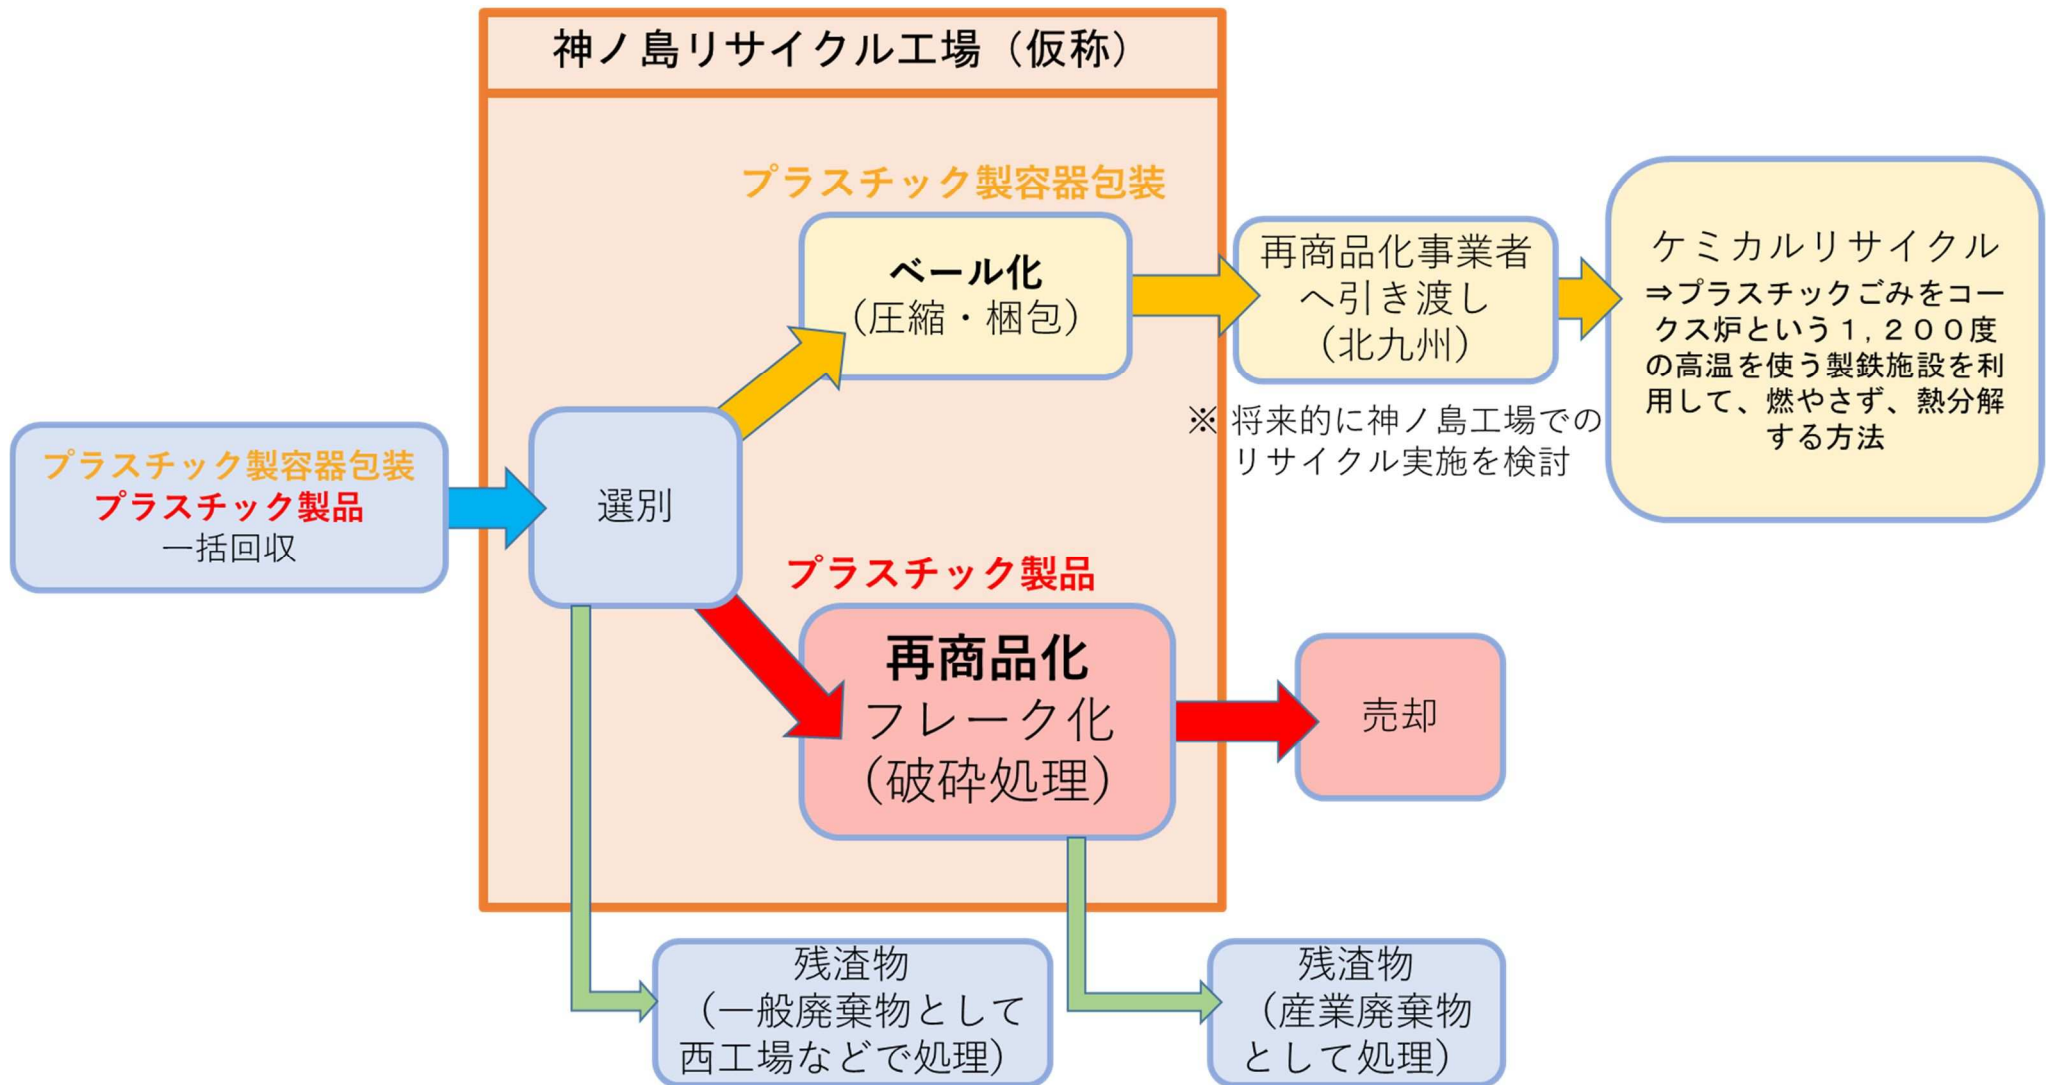 神ノ島リサイクル工場（仮称）
プラスチック製容器包装
ベール化
（圧縮・梱包）
再商品化事業者
へ引き渡し
（北九州）
※ 将来的に神ノ島工場での
リサイクル実施を検討
ケミカルリサイクル
⇒プラスチックごみをコー
クス炉という１，２００度
の高温を使う製鉄施設を利
用して、燃やさず、熱分解
する方法
プラスチック製容器包装
プラスチック製品
一括回収
選別
プラスチック製品
再商品化
フレーク化
（破砕処理）
売却
残渣物
（一般廃棄物として
西工場などで処理）
残渣物
（産業廃棄物
として処理）